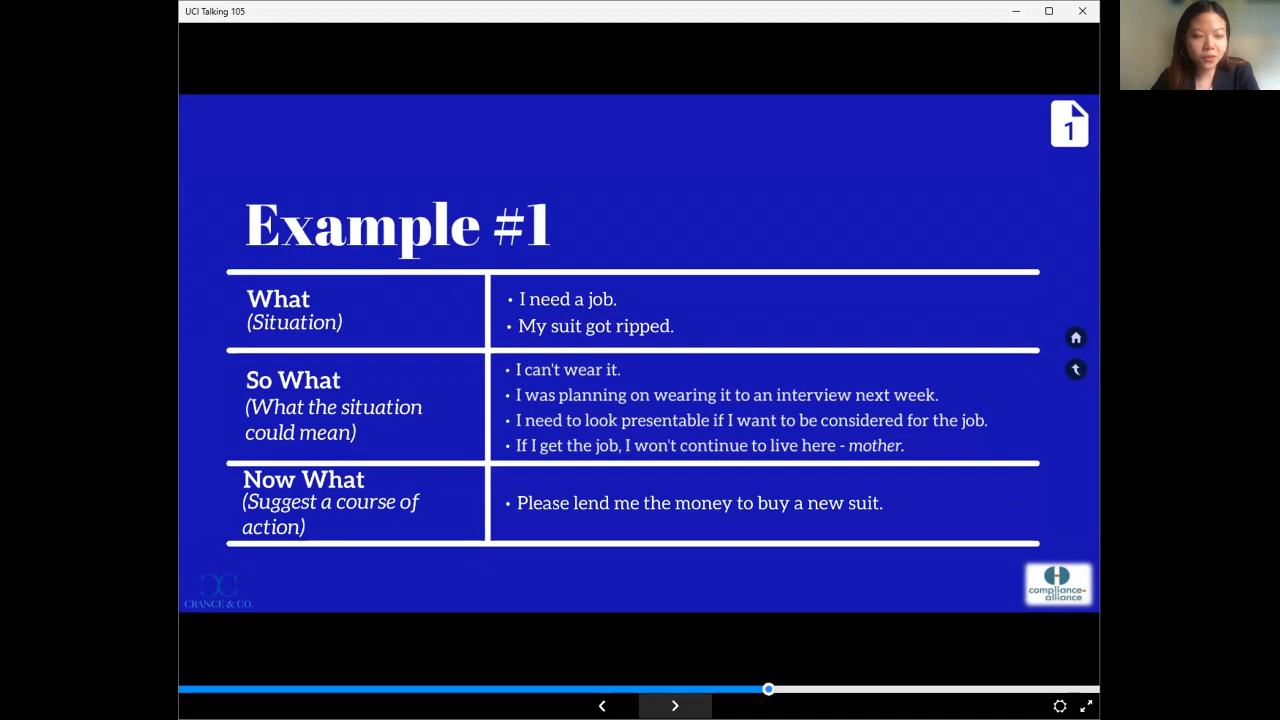 UCI Talking 105
1
Example #1
What
(Situation)
• I need a job.
• My suit got ripped.
So What
(What the situation
could mean)
• I can't wear it.
• I was planning on wearing it to an interview next week.
• I need to look presentable if I want to be considered for the job.
• If I get the job, I won't continue to live here - mother.
Now What
(Suggest a course of
action)
• Please lend me the money to buy a new suit.
CRANCE & CO.
compliance-
alliance